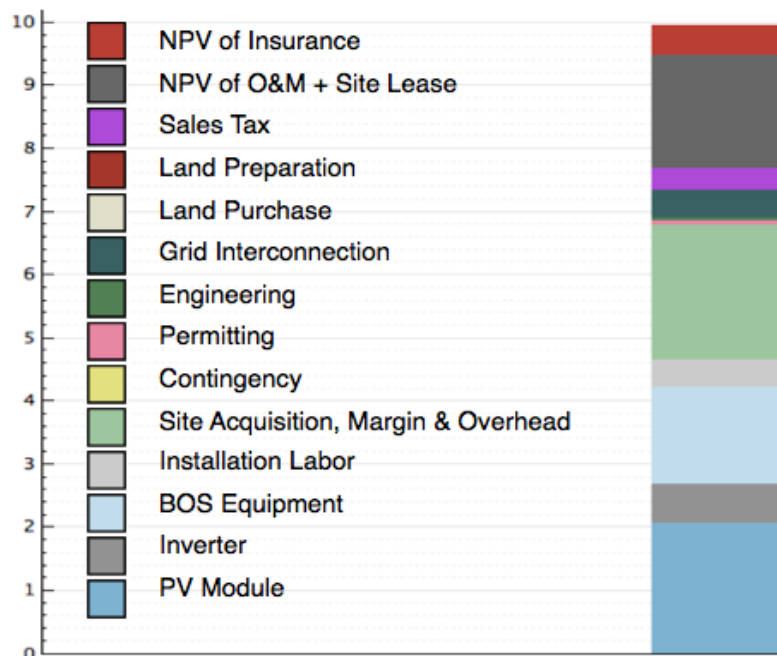 10
NPV of Insurance
9
NPV of O&M + Site Lease
Sales Tax
8
Land Preparation
7
Land Purchase
Grid Interconnection
6
Engineering
5
Permitting
Contingency
4
Site Acquisition, Margin & Overhead
3
Installation Labor
BOS Equipment
2
Inverter
1
PV Module
0